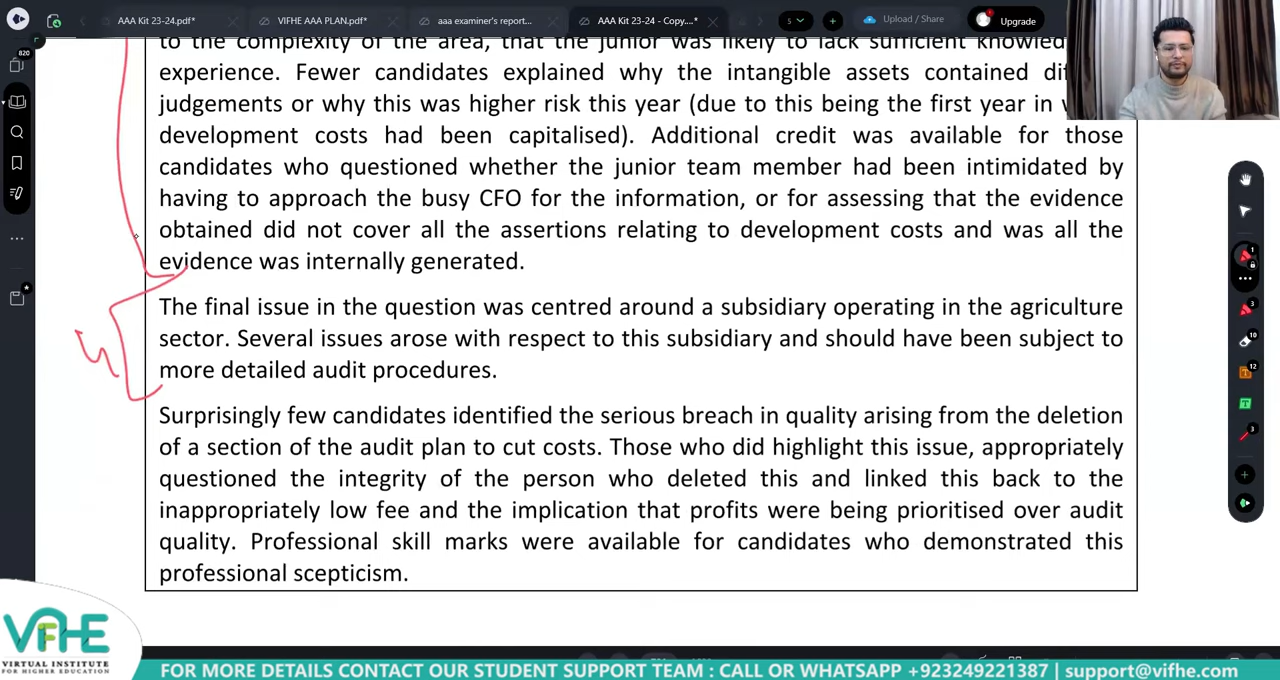 AAA Kit 23-24.pdf*
VIFHE AAA PLAN.pdf*
aaa examiner's report...
AAA Kit 23-24 - Copy....*
5
Upload / Share
Upgrade
820
to the complexity of the area, that the junior was likely to lack sufficient
experience. Fewer candidates explained why the intangible assets contained
judgements or why this was higher risk this year (due to this being the first year in
development costs had been capitalised). Additional credit was available for those
candidates who questioned whether the junior team member had been intimidated by
having to approach the busy CFO for the information, or for assessing that the evidence
obtained did not cover all the assertions relating to development costs and was all the
evidence was internally generated.
The final issue in the question was centred around a subsidiary operating in the agriculture
sector. Several issues arose with respect to this subsidiary and should have been subject to
more detailed audit procedures.
Surprisingly few candidates identified the serious breach in quality arising from the deletion
of a section of the audit plan to cut costs. Those who did highlight this issue, appropriately
questioned the integrity of the person who deleted this and linked this back to the
inappropriately low fee and the implication that profits were being prioritised over audit
quality. Professional skill marks were available for candidates who demonstrated this
professional scepticism.
1
3
10
12
3
ViFHE
VIRTUAL INSTITUTE
FOR HIGHER EDUCATION
FOR MORE DETAILS CONTACT OUR STUDENT SUPPORT TEAM : CALL OR WHATSAPP +923249221387 | support@vifhe.com